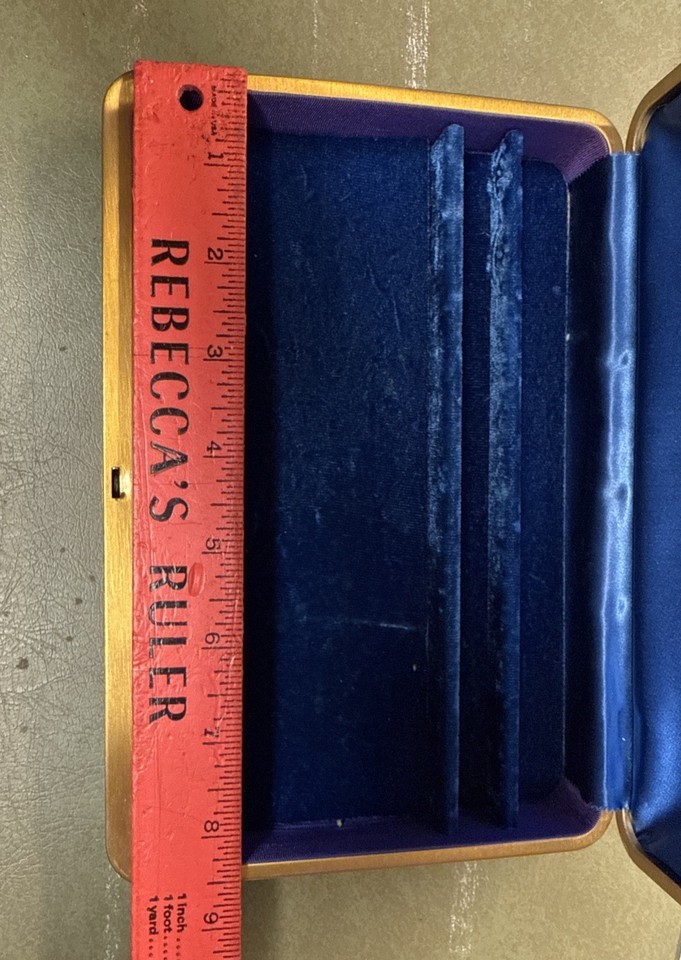 MADE IN USA
1 2 3 4 5 6 7 8 9
REBECCA'S RULER
1 inch ....
1 foot ....
1 yard ...